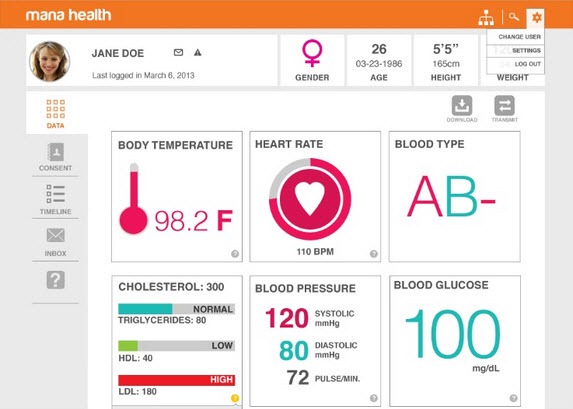 mana health
CHANGE USER
SETTINGS
LOG OUT
JANE DOE
Last logged in March 6, 2013
GENDER
26
03-23-1986
AGE
5'5”
165cm
HEIGHT
WEIGHT
DATA
CONSENT
TIMELINE
INBOX
?
DOWNLOAD
TRANSMIT
BODY TEMPERATURE
98.2 F
?
HEART RATE
110 BPM
?
BLOOD TYPE
AB-
CHOLESTEROL: 300
NORMAL
TRIGLYCERIDES: 80
LOW
HDL: 40
HIGH
LDL: 180
?
BLOOD PRESSURE
120 SYSTOLIC
mmHg
80 DIASTOLIC
mmHg
72 PULSE/MIN.
?
BLOOD GLUCOSE
100
mg/dL
?